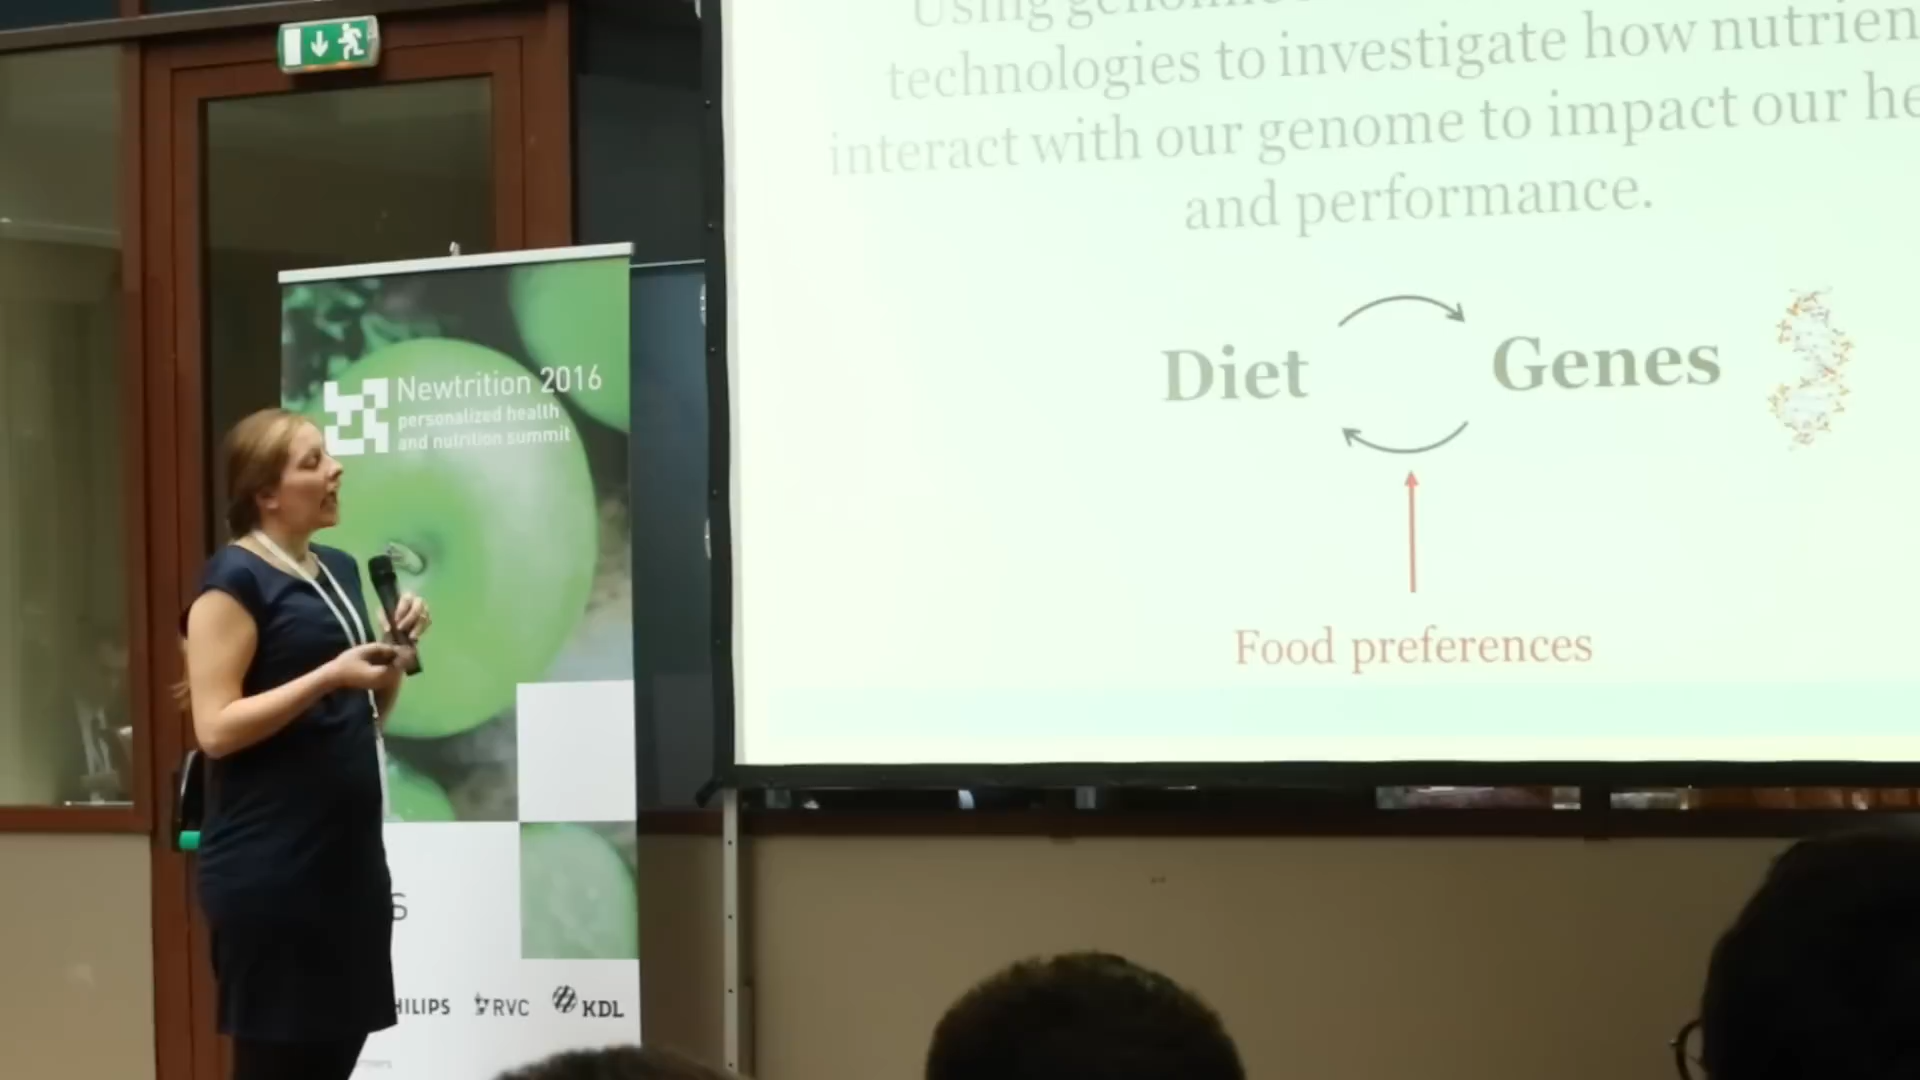 Using
technologies to investigate how nutrien
interact with our genome to impact our he
and performance.
Diet
Genes
Food preferences
Newtrition 2016
personalized health
and nutrition summit
S
HILIPS
RVC
KDL